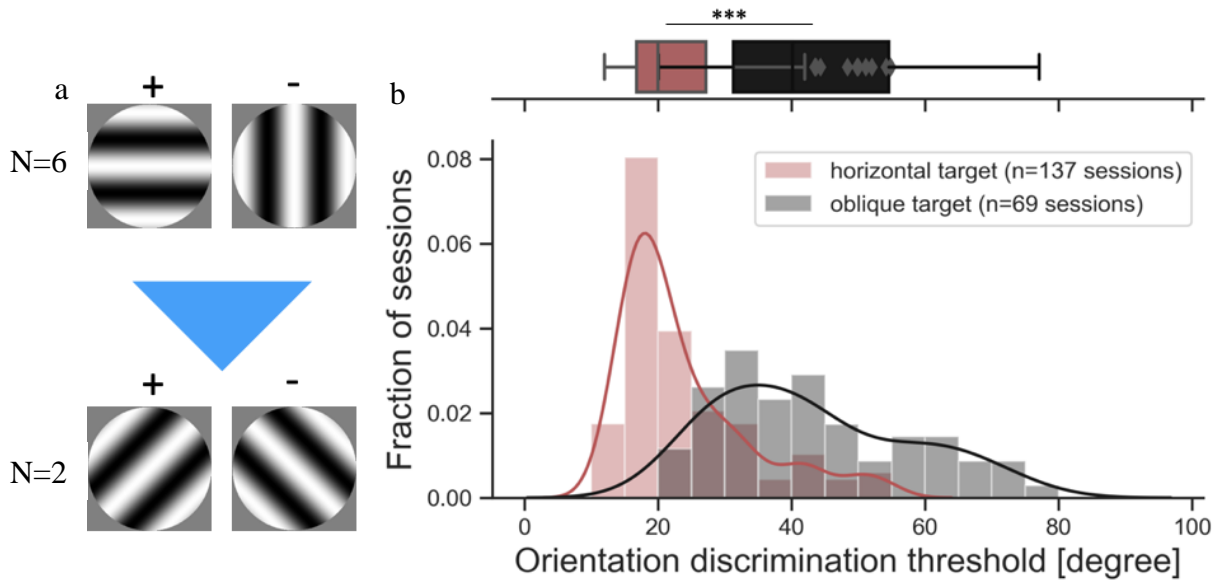 ***
a
b
+ -
N=6
+ -
N=2
horizontal target (n=137 sessions)
oblique target (n=69 sessions)
Fraction of sessions
0.08
0.06
0.04
0.02
0.00
0 20 40 60 80 100
Orientation discrimination threshold [degree]